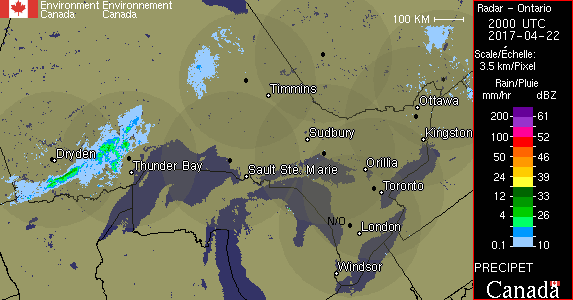 Environment Environnement
Canada Canada
100 KM
Timmins
Ottawa
Sudbury
Kingston
Dryden
Thunder Bay
Sault Ste. Marie
Orillia
Toronto
N/O
London
Windsor
Radar - Ontario
2000 UTC
2017-04-22
Scale/Échelle:
3.5 km/Pixel
Rain/Pluie
mm/hr dBZ
200 61
100 52
50 46
24 39
12 33
4 26
0.1 10
PRECIPET
Canada